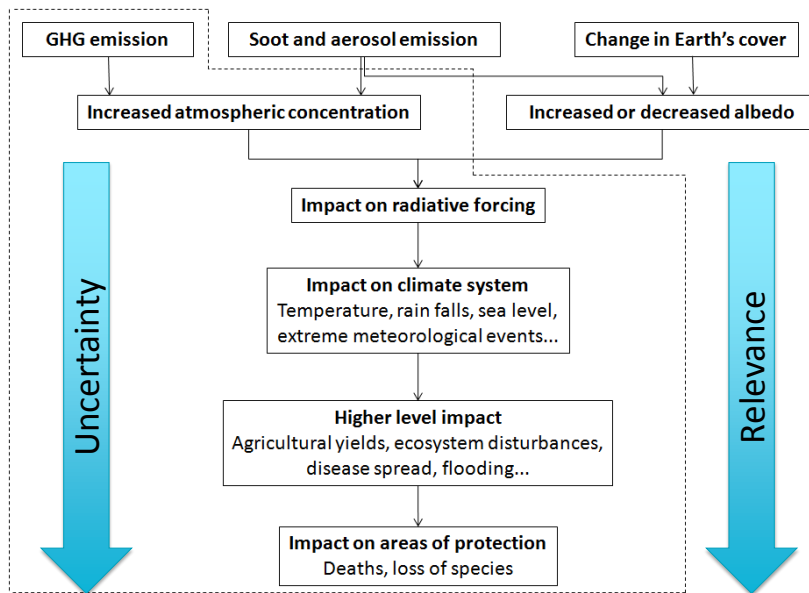 GHG emission
Soot and aerosol emission
Change in Earth's cover
Increased atmospheric concentration
Increased or decreased albedo
Impact on radiative forcing
Impact on climate system
Temperature, rain falls, sea level,
extreme meteorological events...
Uncertainty
Relevance
Higher level impact
Agricultural yields, ecosystem disturbances,
disease spread, flooding...
Impact on areas of protection
Deaths, loss of species